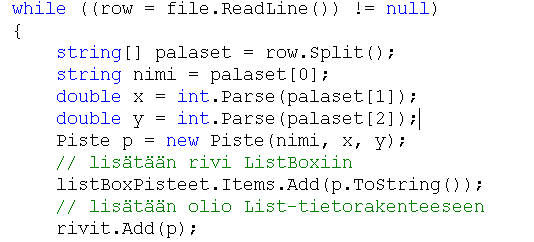 while ((row = file.ReadLine()) != null)
{
string[] palaset = row.Split();
string nimi = palaset[0];
double x = int.Parse(palaset[1]);
double y = int.Parse(palaset[2]);
Piste p = new Piste(nimi, x, y);
// lisätään rivi ListBoxiin
listBoxPisteet.Items.Add(p.ToString());
// lisätään olio List-tietorakenteeseen
rivit.Add(p);